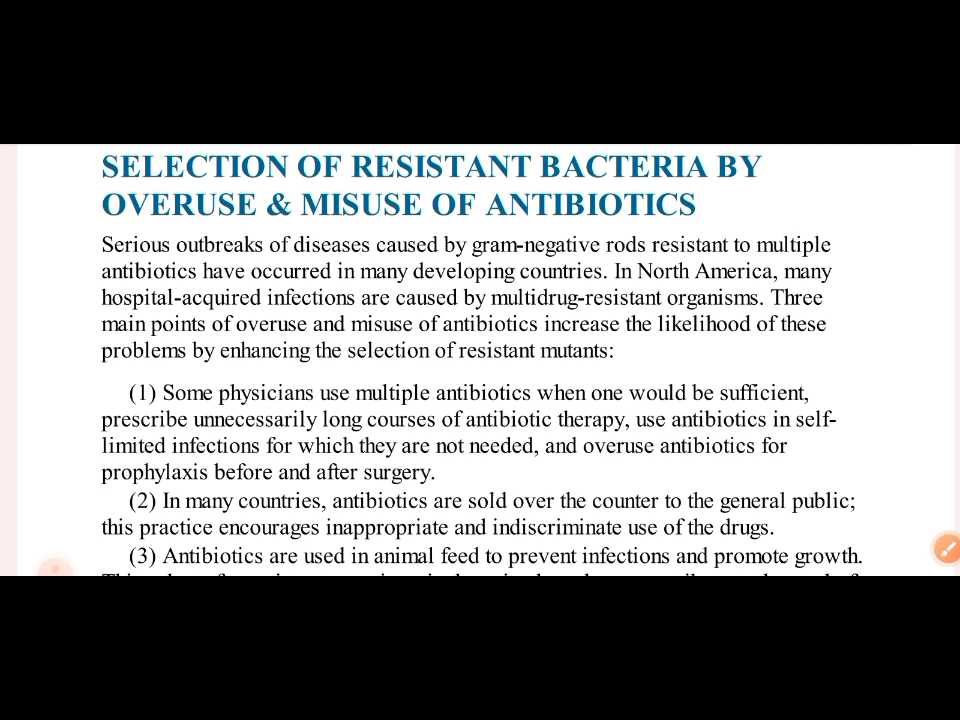 SELECTION OF RESISTANT BACTERIA BY
OVERUSE & MISUSE OF ANTIBIOTICS
Serious outbreaks of diseases caused by gram-negative rods resistant to multiple
antibiotics have occurred in many developing countries. In North America, many
hospital-acquired infections are caused by multidrug-resistant organisms. Three
main points of overuse and misuse of antibiotics increase the likelihood of these
problems by enhancing the selection of resistant mutants:
(1) Some physicians use multiple antibiotics when one would be sufficient,
prescribe unnecessarily long courses of antibiotic therapy, use antibiotics in self-
limited infections for which they are not needed, and overuse antibiotics for
prophylaxis before and after surgery.
(2) In many countries, antibiotics are sold over the counter to the general public;
this practice encourages inappropriate and indiscriminate use of the drugs.
(3) Antibiotics are used in animal feed to prevent infections and promote growth.